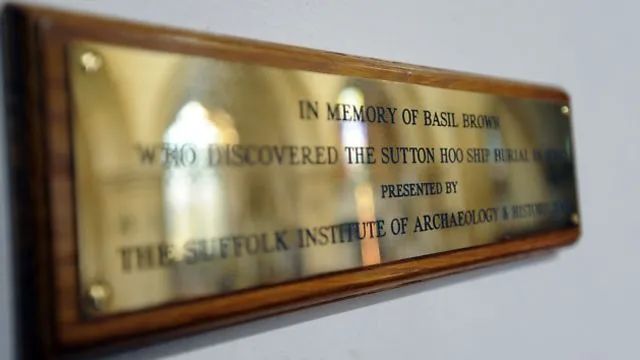 IN MEMORY OF BASIL BROWN
WHO DISCOVERED THE SUTTON HOO SHIP BURIAL
PRESENTED BY
THE SUFFOLK INSTITUTE OF ARCHAEOLOGY &